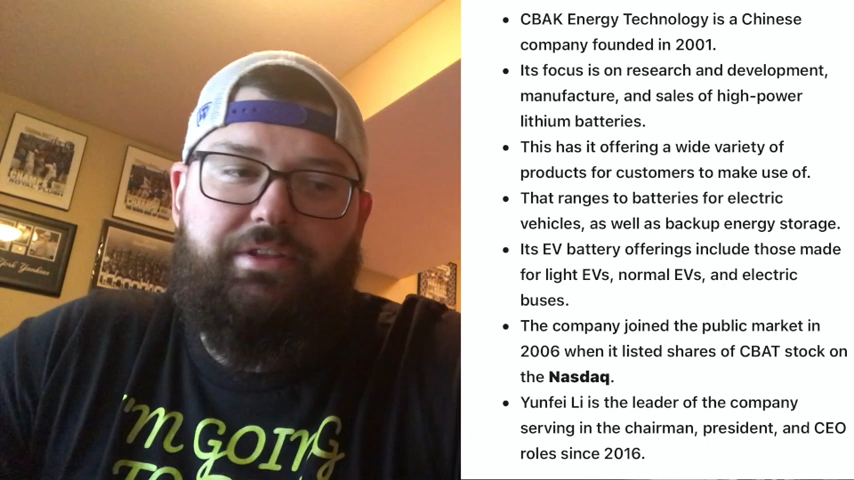 I'M GOING
TO
York Yankees
• CBAK Energy Technology is a Chinese
company founded in 2001.
• Its focus is on research and development,
manufacture, and sales of high-power
lithium batteries.
• This has it offering a wide variety of
products for customers to make use of.
• That ranges to batteries for electric
vehicles, as well as backup energy storage.
• Its EV battery offerings include those made
for light EVs, normal EVs, and electric
buses.
• The company joined the public market in
2006 when it listed shares of CBAT stock on
the Nasdaq.
• Yunfei Li is the leader of the company
serving in the chairman, president, and CEO
roles since 2016.